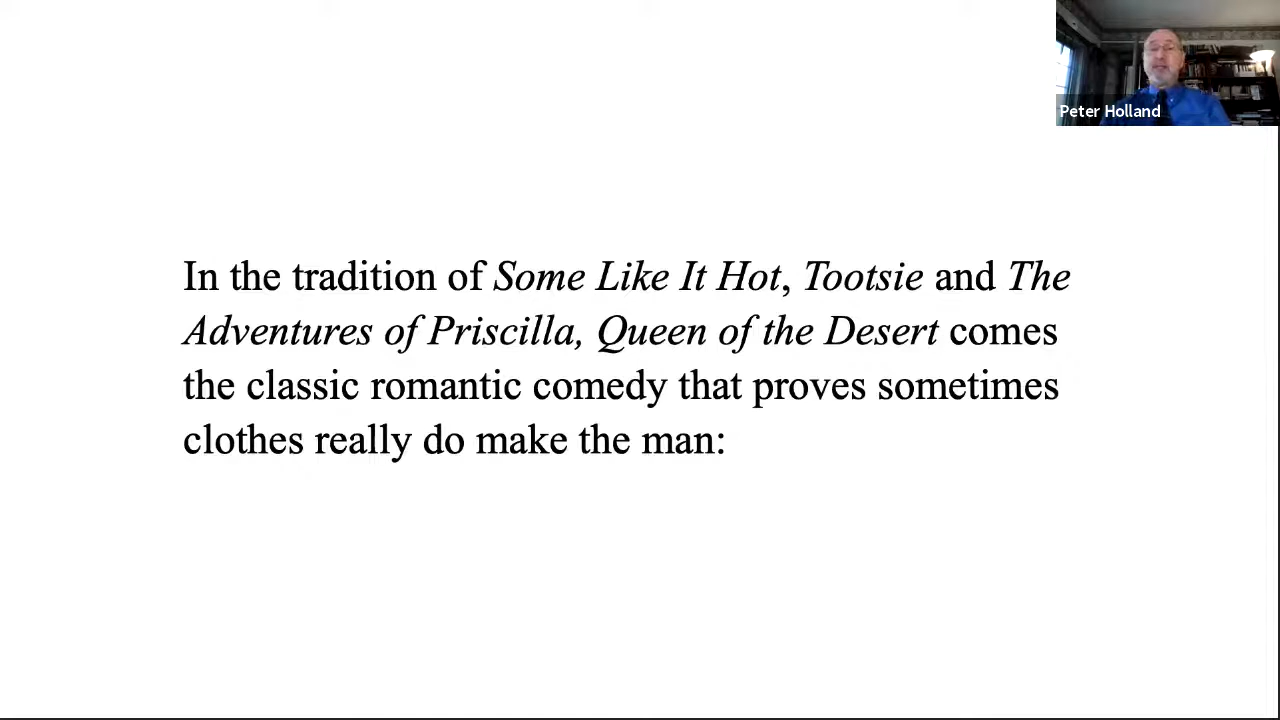 Peter Holland
In the tradition of Some Like It Hot, Tootsie and The
Adventures of Priscilla, Queen of the Desert comes
the classic romantic comedy that proves sometimes
clothes really do make the man: